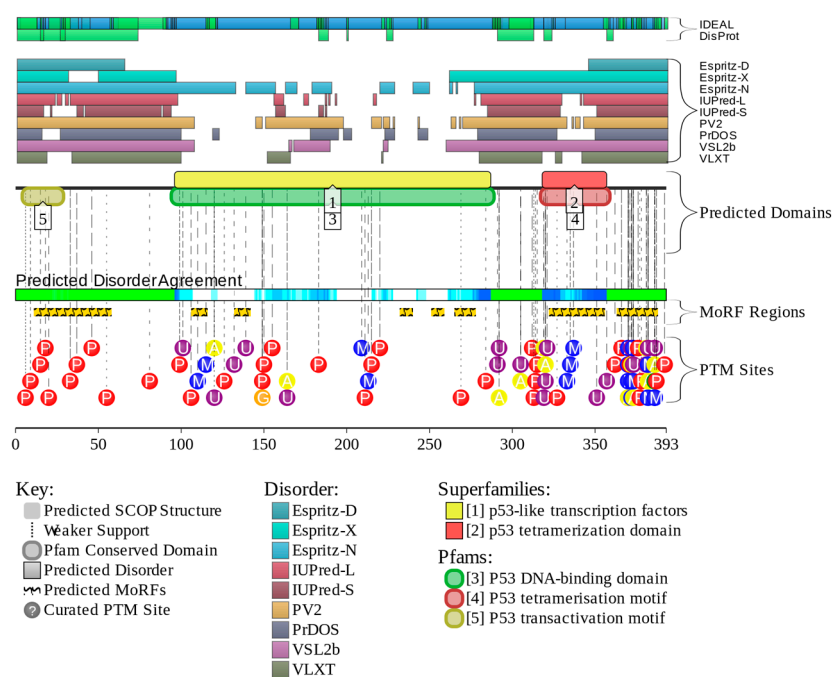 IDEAL
DisProt
Espritz-D
Espritz-X
Espritz-N
IUPred-L
IUPred-S
PV2
PrDOS
VSL2b
VLXT
1
2
5
3
4
Predicted Domains
Predicted Disorder Agreement
MoRF Regions
PTM Sites
0 50 100 150 200 250 300 350 393
Key:
Predicted SCOP Structure
Weaker Support
Pfam Conserved Domain
Predicted Disorder
Predicted MoRFs
? Curated PTM Site
Disorder:
Espritz-D
Espritz-X
Espritz-N
IUPred-L
IUPred-S
PV2
PrDOS
VSL2b
VLXT
Superfamilies:
[1] p53-like transcription factors
[2] p53 tetramerization domain
Pfams:
[3] P53 DNA-binding domain
[4] P53 tetramerisation motif
[5] P53 transactivation motif